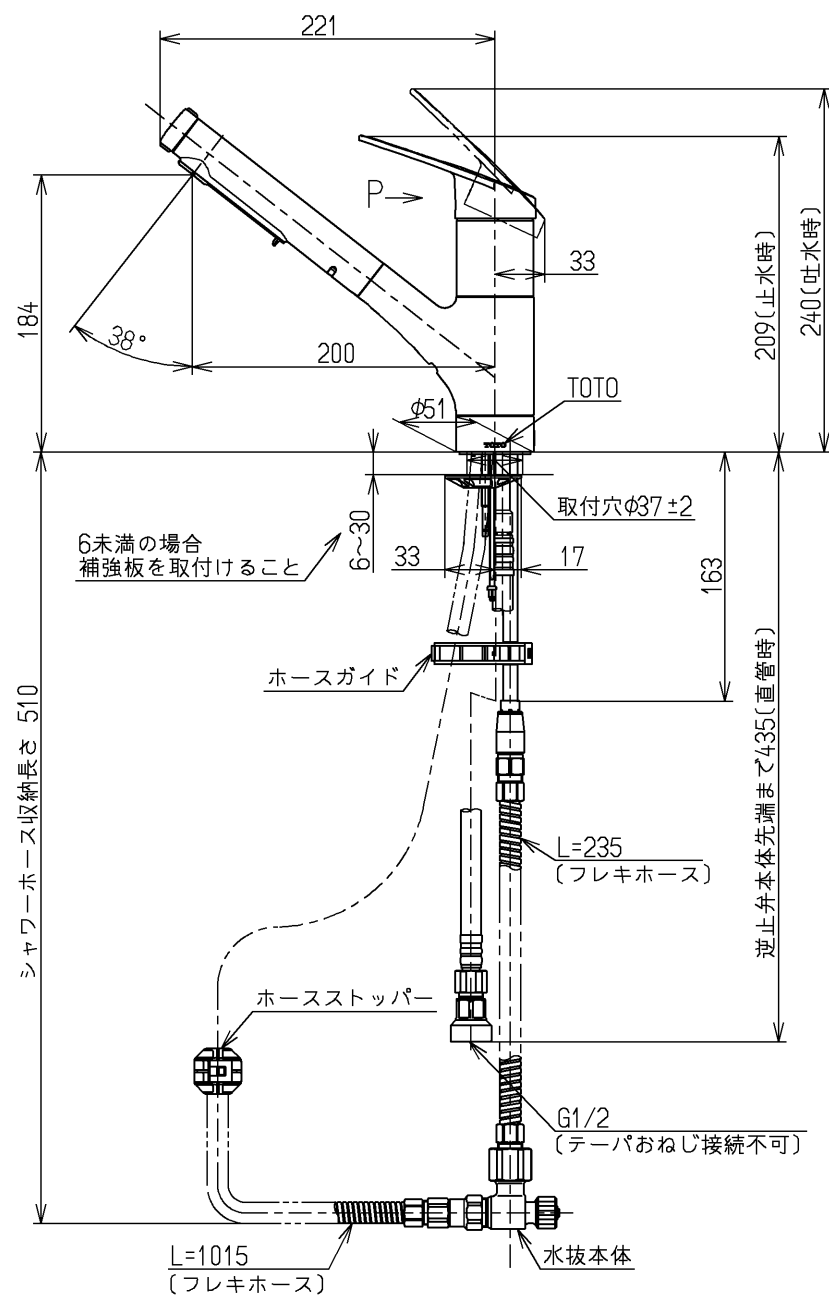 221
P
33
184
38°
200
209(止水時)
240(吐水時)
φ51
TOTO
TOTO
取付穴φ37±2
6未満の場合
補強板を取付けること
6〜30
33
17
163
ホースガイド
シャワーホース収納長さ 510
逆止弁本体先端まで435(直管時)
L=235
(フレキホース)
ホースストッパー
G1/2
(テーパおねじ接続不可)
L=1015
(フレキホース)
水抜本体